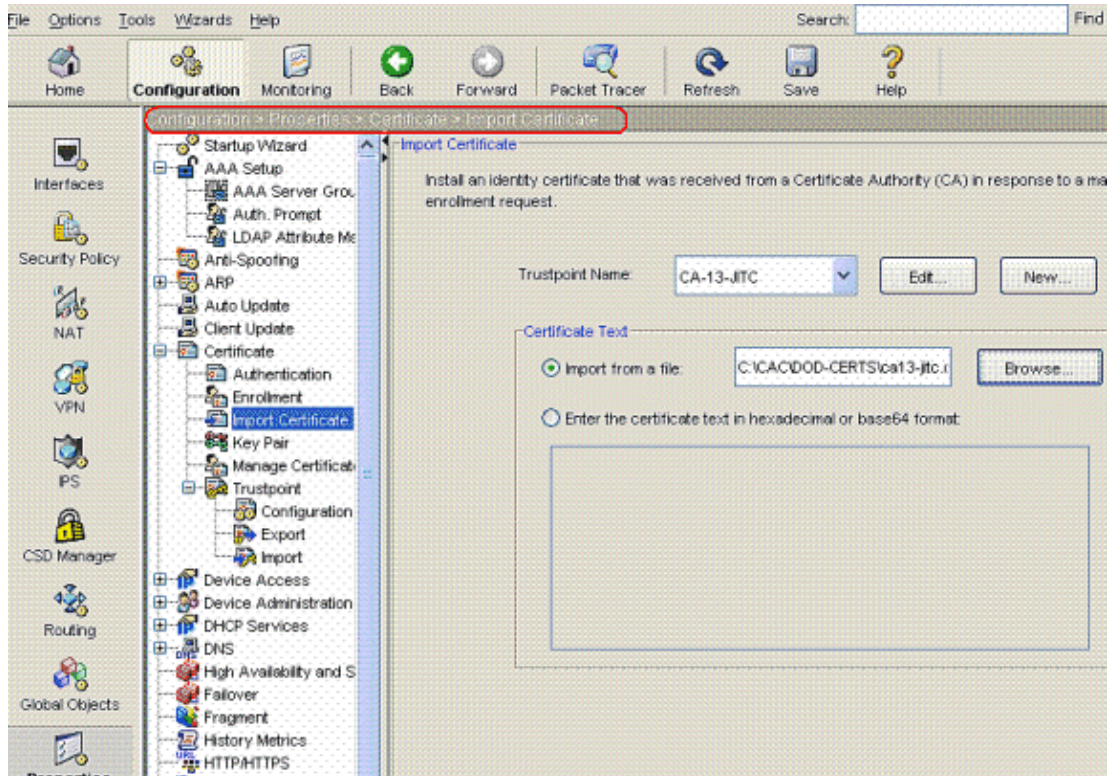 File Options Tools Wizards Help
Search: Find
Home Configuration Monitoring Back Forward Packet Tracer Refresh Save Help
Configuration > Properties > Certificate > Import Certificate
Interfaces
Security Policy
NAT
VPN
IPS
CSD Manager
Routing
Global Objects
Properties
Startup Wizard
AAA Setup
AAA Server Grou
Auth. Prompt
LDAP Attribute Me
Anti-Spoofing
ARP
Auto Update
Client Update
Certificate
Authentication
Enrollment
Import Certificate
Key Pair
Manage Certificat
Trustpoint
Configuration
Export
Import
Device Access
Device Administration
DHCP Services
DNS
High Availability and S
Failover
Fragment
History Metrics
HTTP/HTTPS
Import Certificate
Install an identity certificate that was received from a Certificate Authority (CA) in response to a ma
enrollment request.
Trustpoint Name: CA-13-JITC Edit... New...
Certificate Text
Import from a file: C:\CAC\DOD-CERTS\ca13-jitc.c Browse...
Enter the certificate text in hexadecimal or base64 format: